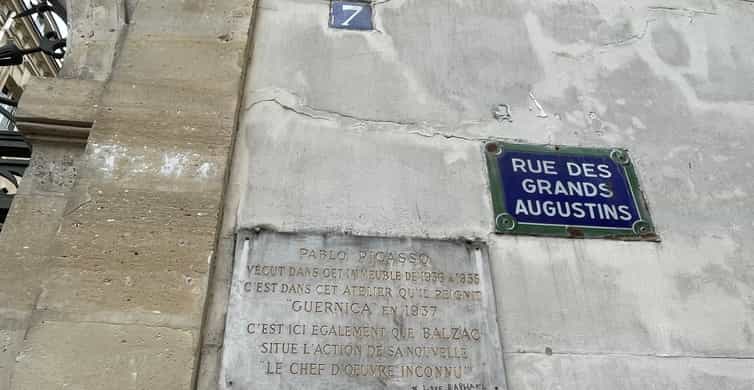 7
RUE DES
GRANDS
AUGUSTINS
PABLO PICASSO
VÉCUT DANS CET IMMEUBLE DE 1936 À 1955
C'EST DANS CET ATELIER QU'IL PEIGNIT
"GUERNICA" EN 1937
C'EST ICI ÉGALEMENT QUE BALZAC
SITUE L'ACTION DE SA NOUVELLE
"LE CHEF D'ŒUVRE INCONNU"
RAPHAEL